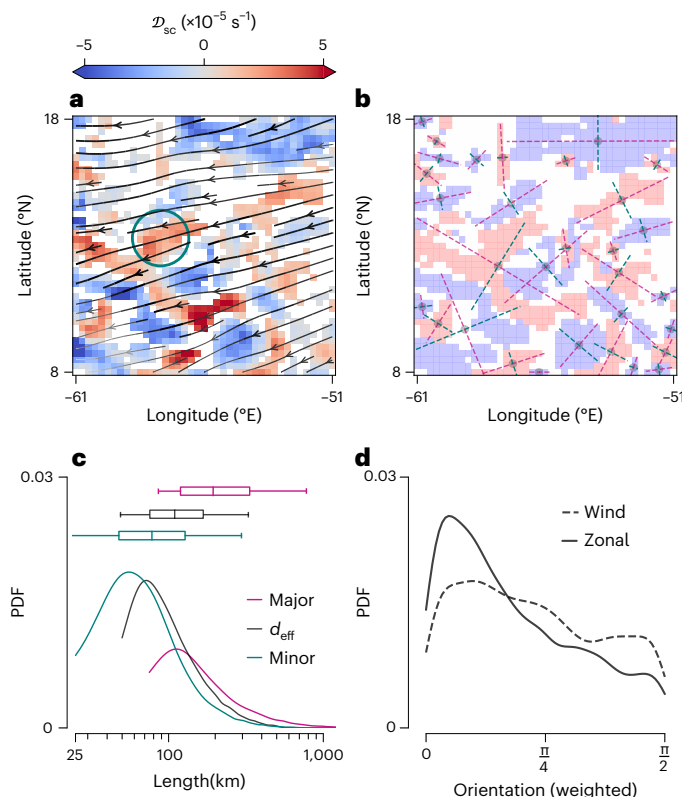 𝒟sc (×10⁻⁵ s⁻¹)
−5 0 5
a
18
Latitude (°N)
8
−61 −51
Longitude (°E)
b
18
Latitude (°N)
8
−61 −51
Longitude (°E)
c
0.03
PDF
0
Major
deff
Minor
25 100 1,000
Length(km)
d
0.03
PDF
0
Wind
Zonal
0 π/4 π/2
Orientation (weighted)